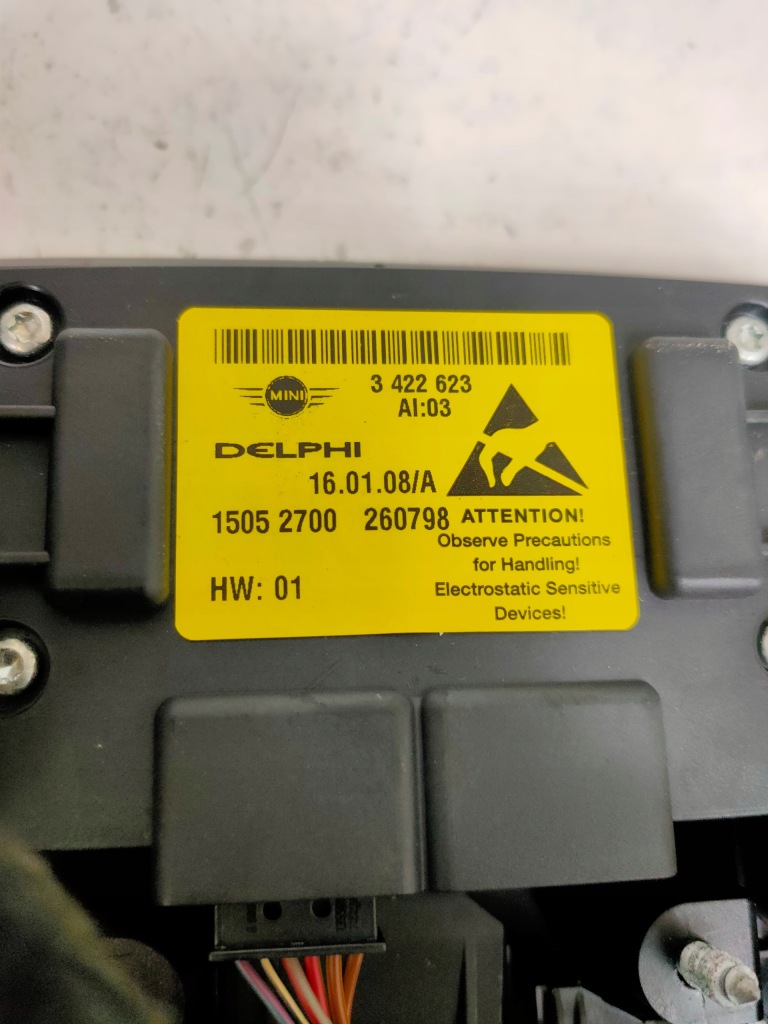 MINI
3 422 623
AI:03
DELPHI
16.01.08/A
1505 2700 260798
HW: 01
ATTENTION!
Observe Precautions
for Handling!
Electrostatic Sensitive
Devices!